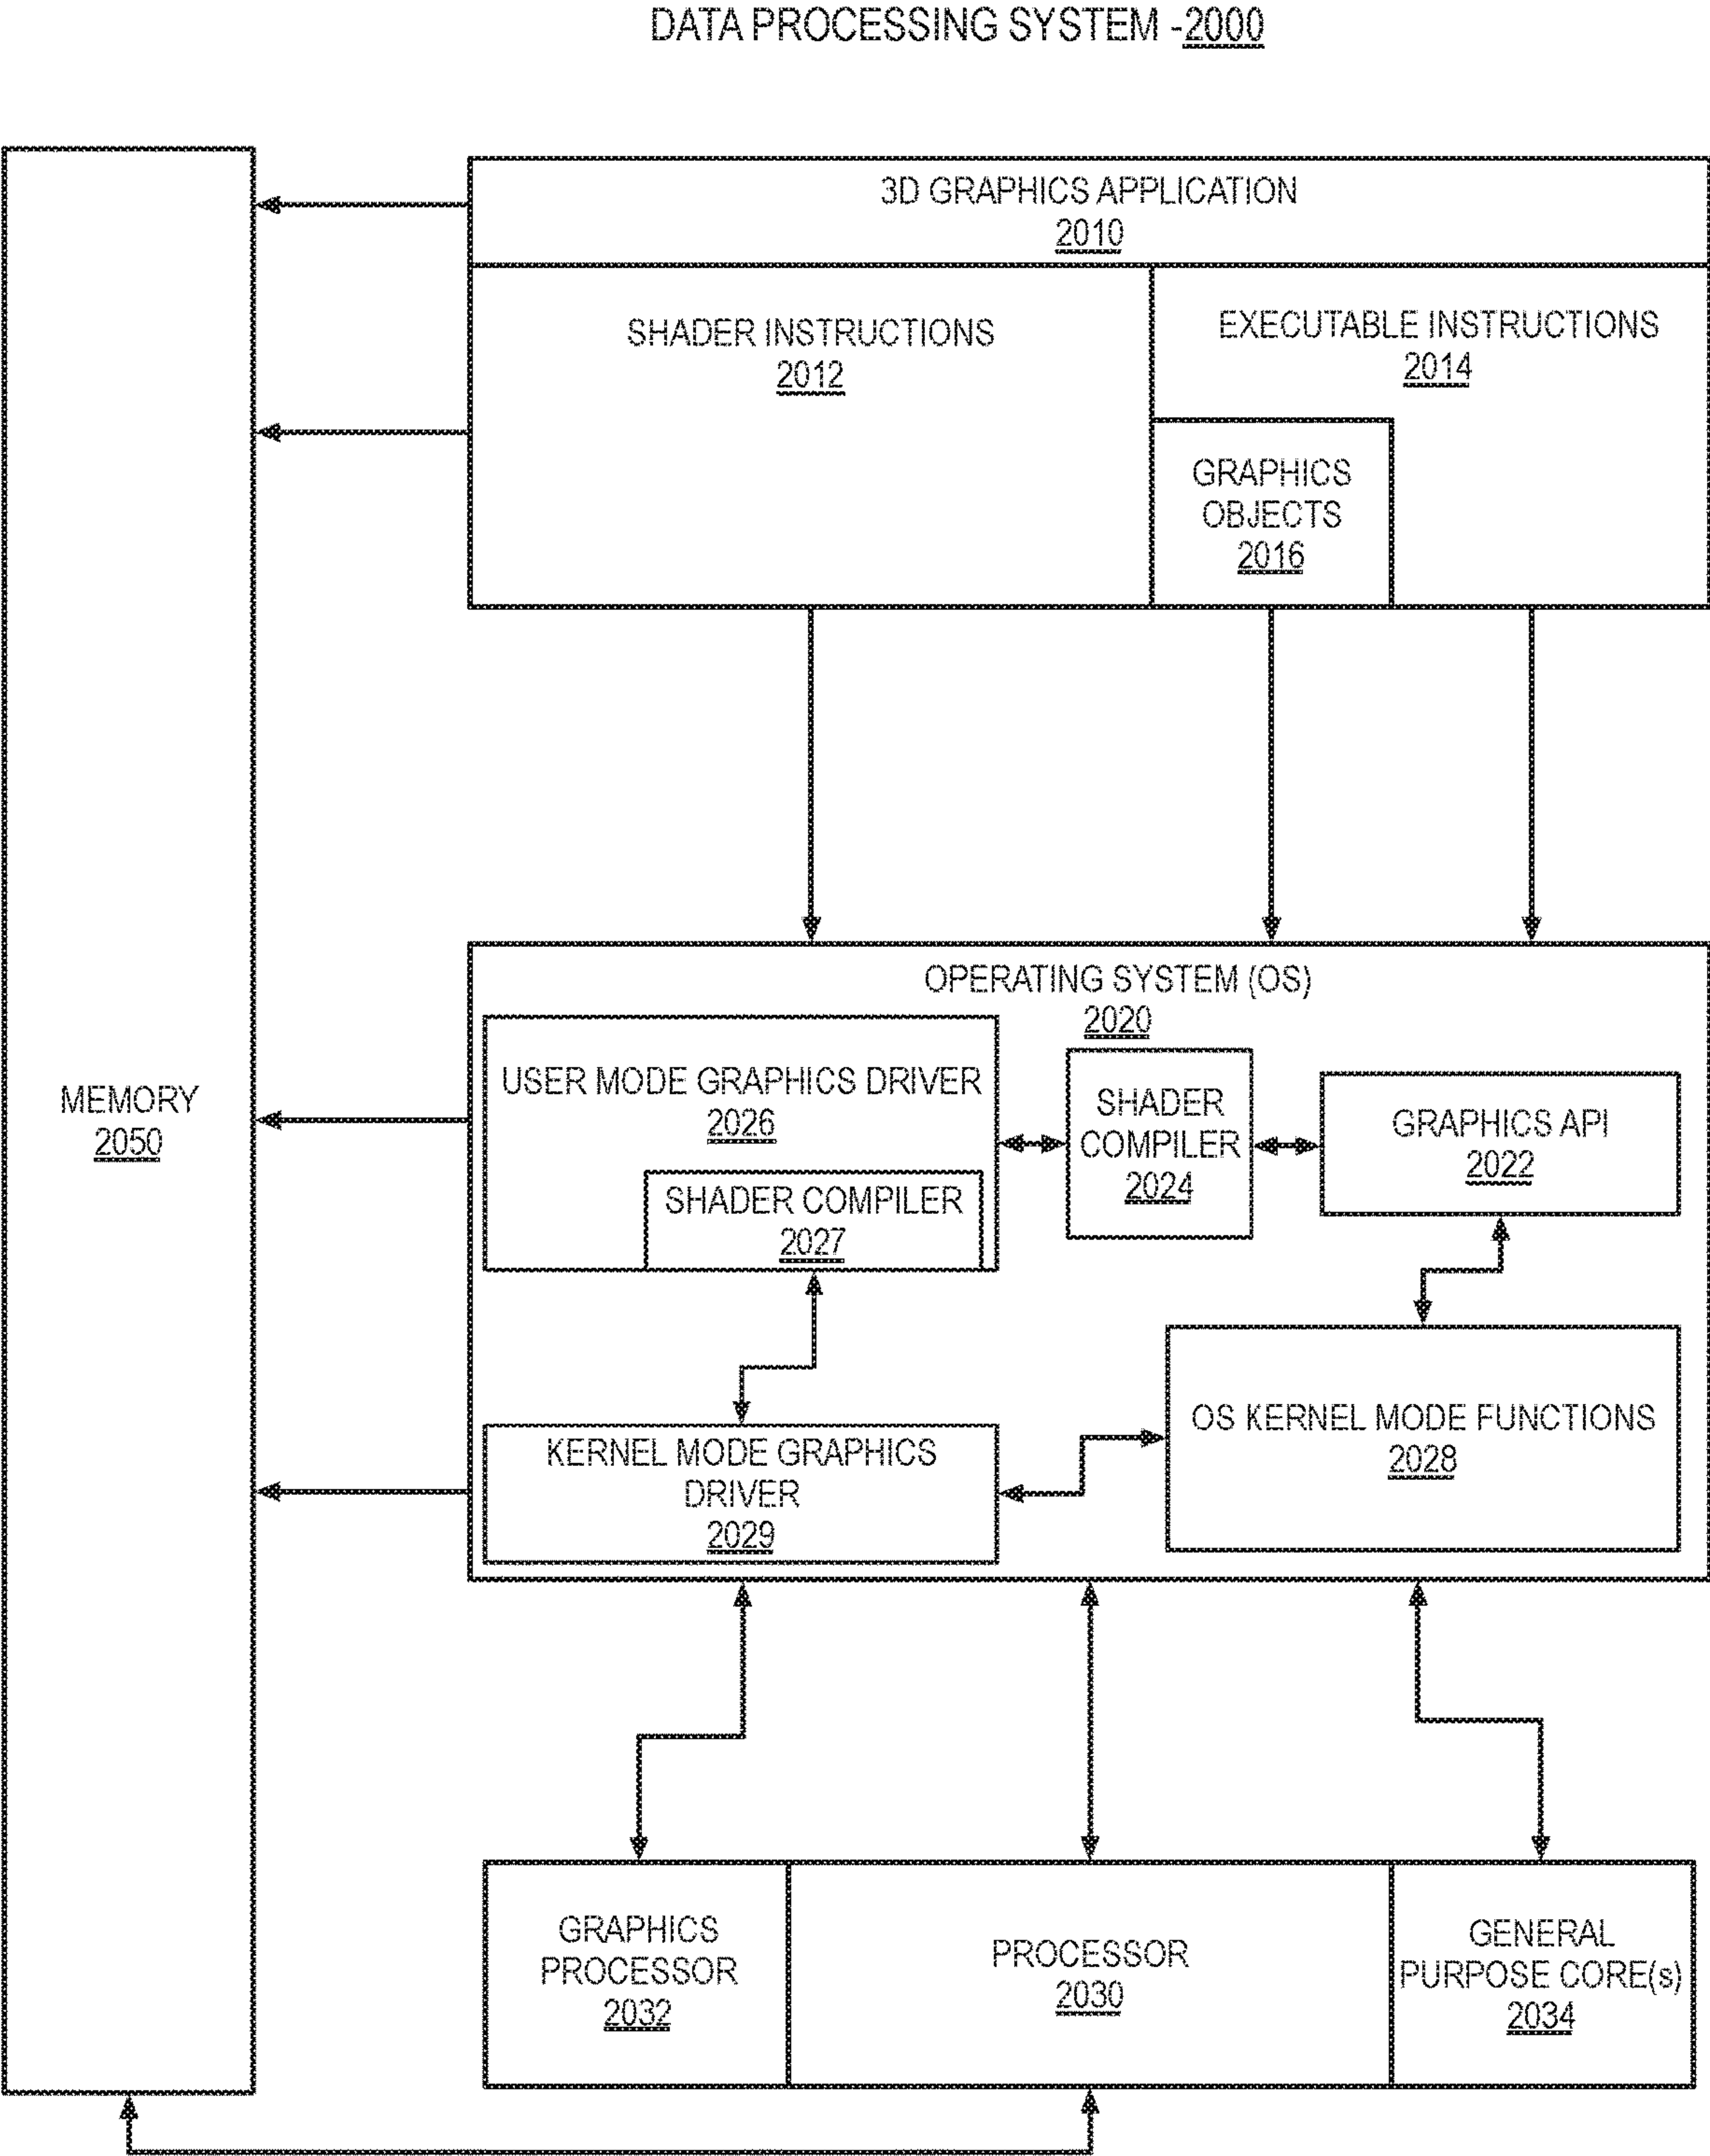 DATA PROCESSING SYSTEM -2000
3D GRAPHICS APPLICATION
2010
SHADER INSTRUCTIONS
2012
EXECUTABLE INSTRUCTIONS
2014
GRAPHICS
OBJECTS
2016
MEMORY
2050
OPERATING SYSTEM (OS)
2020
USER MODE GRAPHICS DRIVER
2026
SHADER COMPILER
2027
SHADER
COMPILER
2024
GRAPHICS API
2022
KERNEL MODE GRAPHICS
DRIVER
2029
OS KERNEL MODE FUNCTIONS
2028
GRAPHICS
PROCESSOR
2032
PROCESSOR
2030
GENERAL
PURPOSE CORE(s)
2034